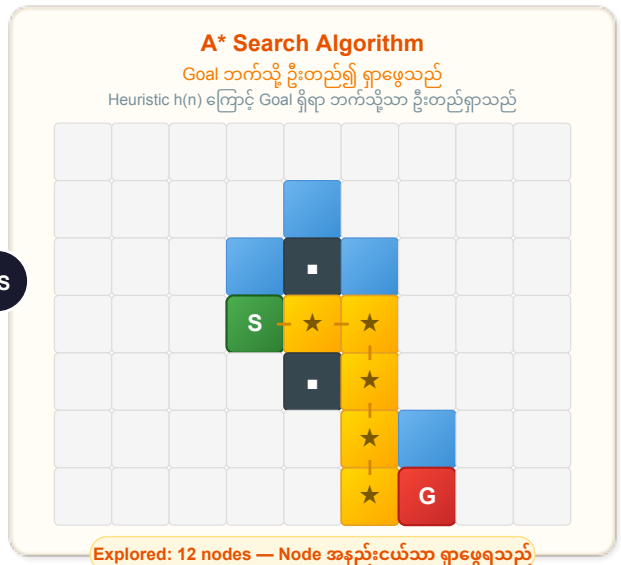 A* Search Algorithm
Goal ဘက်သို့ ဦးတည်၍ ရှာဖွေသည်
Heuristic h(n) ကြောင့် Goal ရှိရာ ဘက်သို့သာ ဦးတည်ရှာသည်
S
S ★ ★
★
★
★ G
Explored: 12 nodes — Node အနည်းငယ်သာ ရှာဖွေရသည်